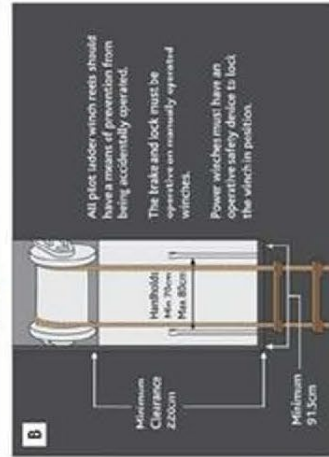 B
All pilot ladder winch reels should
have a means of prevention from
being accidentally operated.
The brake and lock must be
operative on manually operated
winches.
Power witches must have an
operative safety device to lock
the winch in position.
Handholds
Min 70cm
Max 80cm
Minimum
Clearance
220cm
Minimum
91.5cm